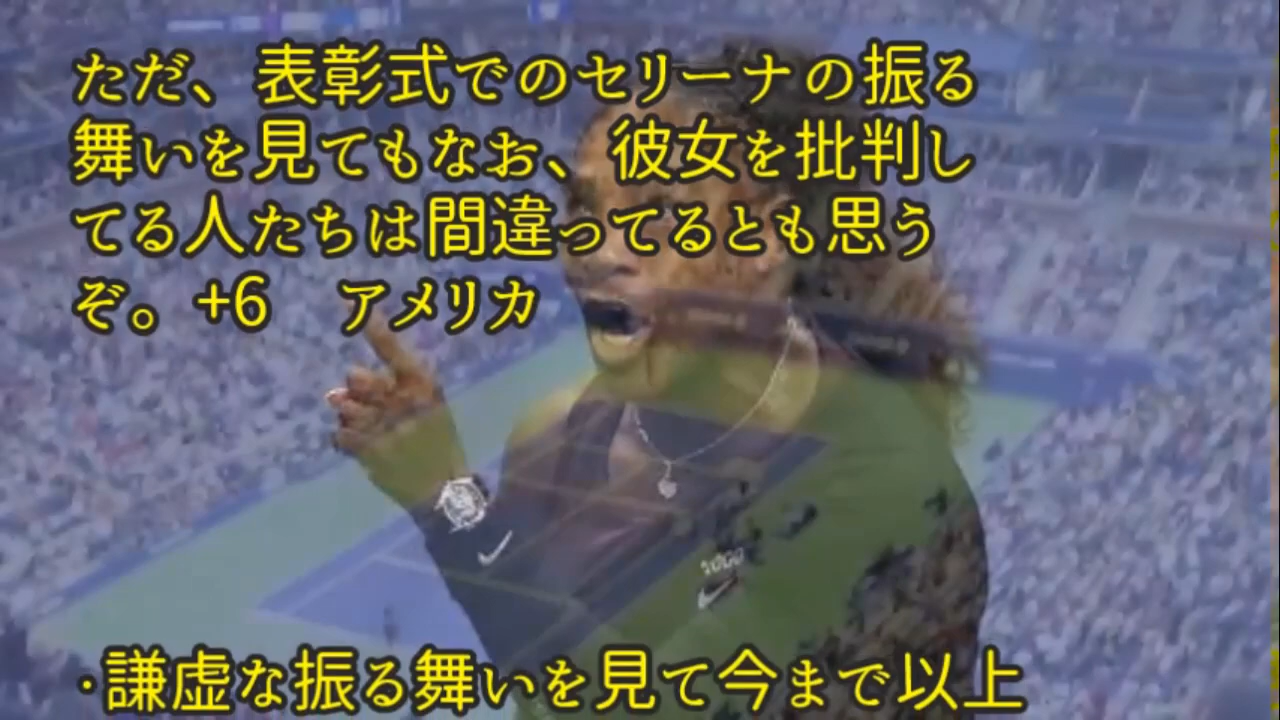 ただ、表彰式でのセリーナの振る
舞いを見てもなお、彼女を批判し
てる人たちは間違ってるとも思う
ぞ。+6　アメリカ
・謙虚な振る舞いを見て今まで以上